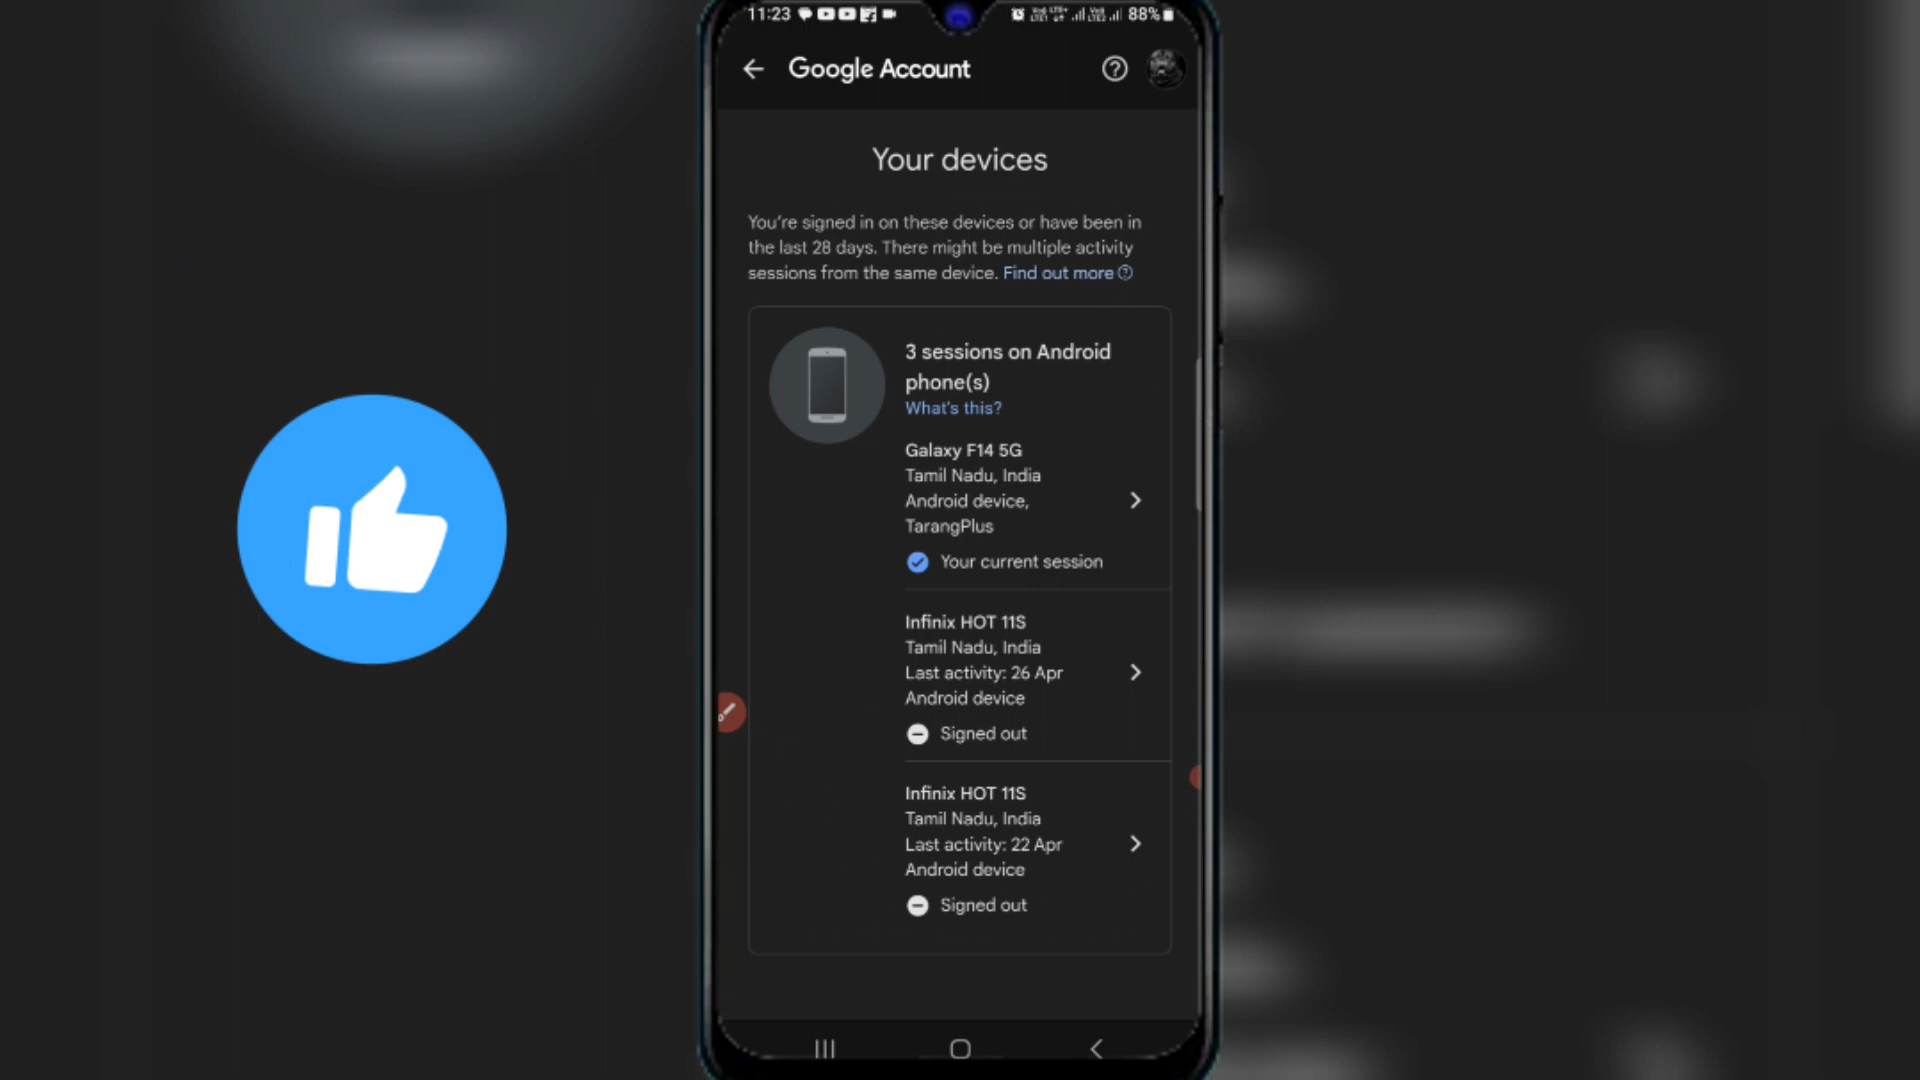 11:23 88%
Google Account
Your devices
You're signed in on these devices or have been in
the last 28 days. There might be multiple activity
sessions from the same device. Find out more
3 sessions on Android
phone(s)
What's this?
Galaxy F14 5G
Tamil Nadu, India
Android device,
TarangPlus
Your current session
Infinix HOT 11S
Tamil Nadu, India
Last activity: 26 Apr
Android device
Signed out
Infinix HOT 11S
Tamil Nadu, India
Last activity: 22 Apr
Android device
Signed out